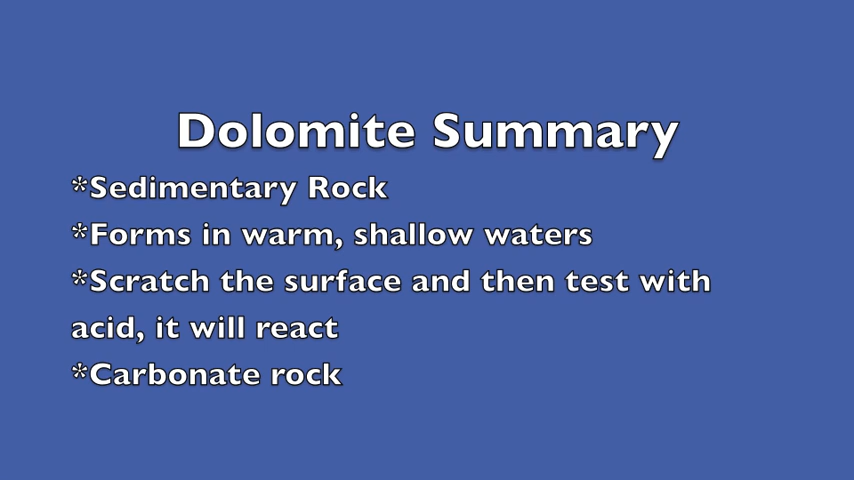 Dolomite Summary
*Sedimentary Rock
*Forms in warm, shallow waters
*Scratch the surface and then test with
acid, it will react
*Carbonate rock